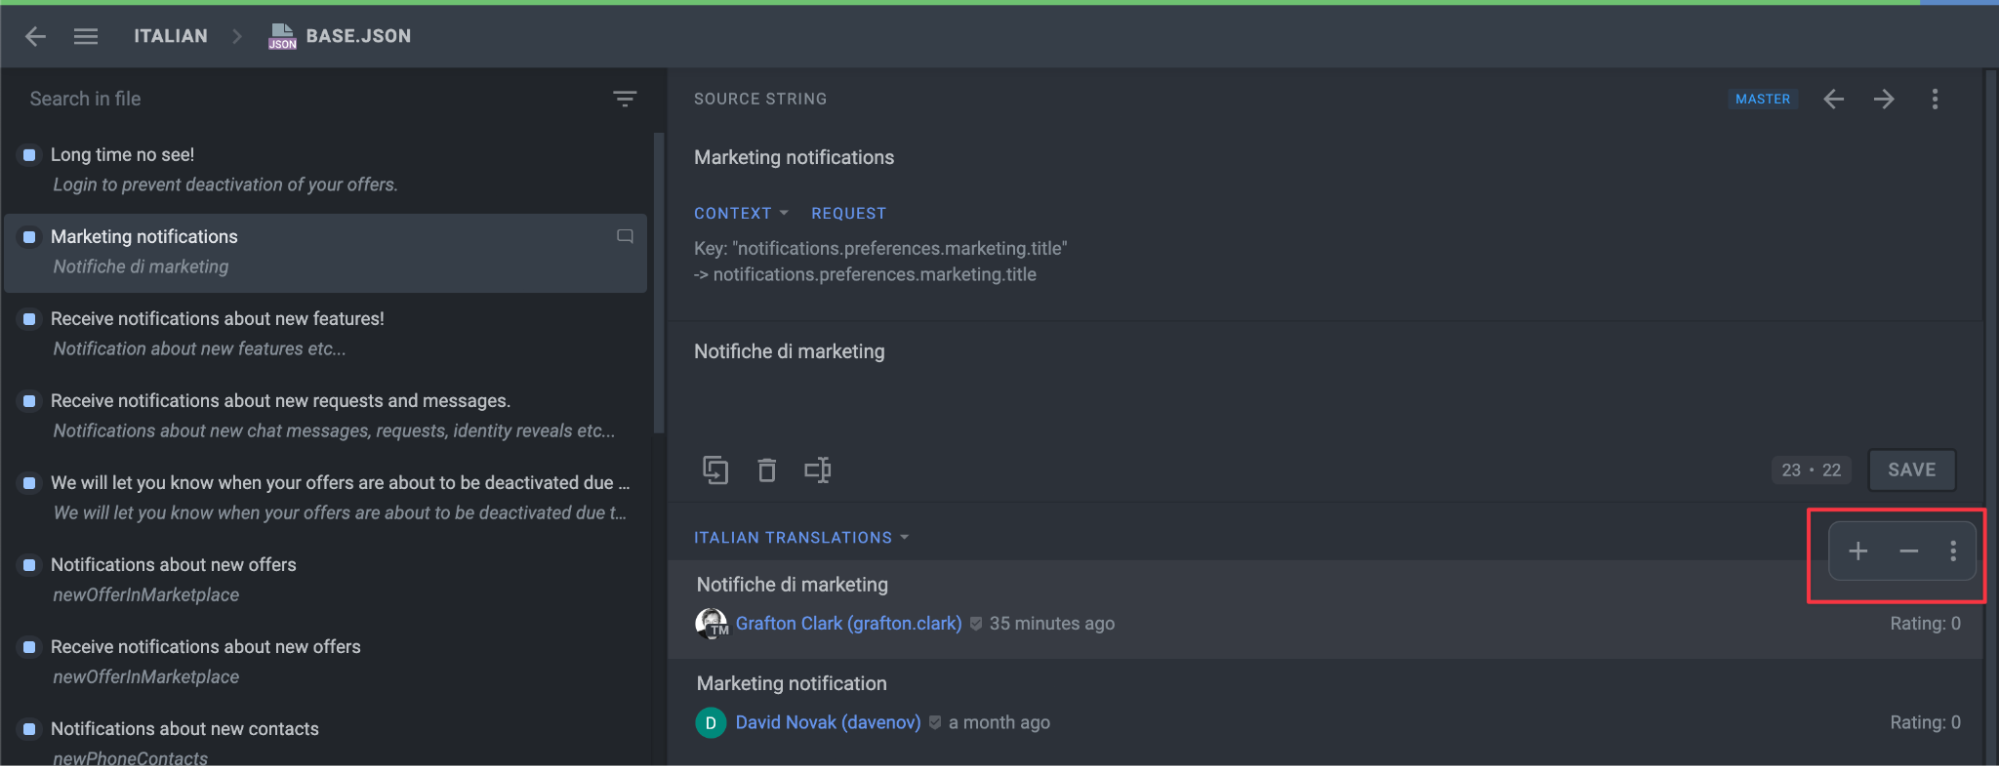 ITALIAN
JSON
BASE.JSON
Search in file
Long time no see!
Login to prevent deactivation of your offers.
Marketing notifications
Notifiche di marketing
Receive notifications about new features!
Notification about new features etc...
Receive notifications about new requests and messages.
Notifications about new chat messages, requests, identity reveals etc...
We will let you know when your offers are about to be deactivated due ...
We will let you know when your offers are about to be deactivated due t...
Notifications about new offers
newOfferInMarketplace
Receive notifications about new offers
newOfferInMarketplace
Notifications about new contacts
newPhoneContacts
SOURCE STRING
MASTER
Marketing notifications
CONTEXT
REQUEST
Key: "notifications.preferences.marketing.title"
-> notifications.preferences.marketing.title
Notifiche di marketing
23 • 22
SAVE
ITALIAN TRANSLATIONS
Notifiche di marketing
TM
Grafton Clark (grafton.clark) 35 minutes ago
Rating: 0
Marketing notification
D
David Novak (davenov) a month ago
Rating: 0